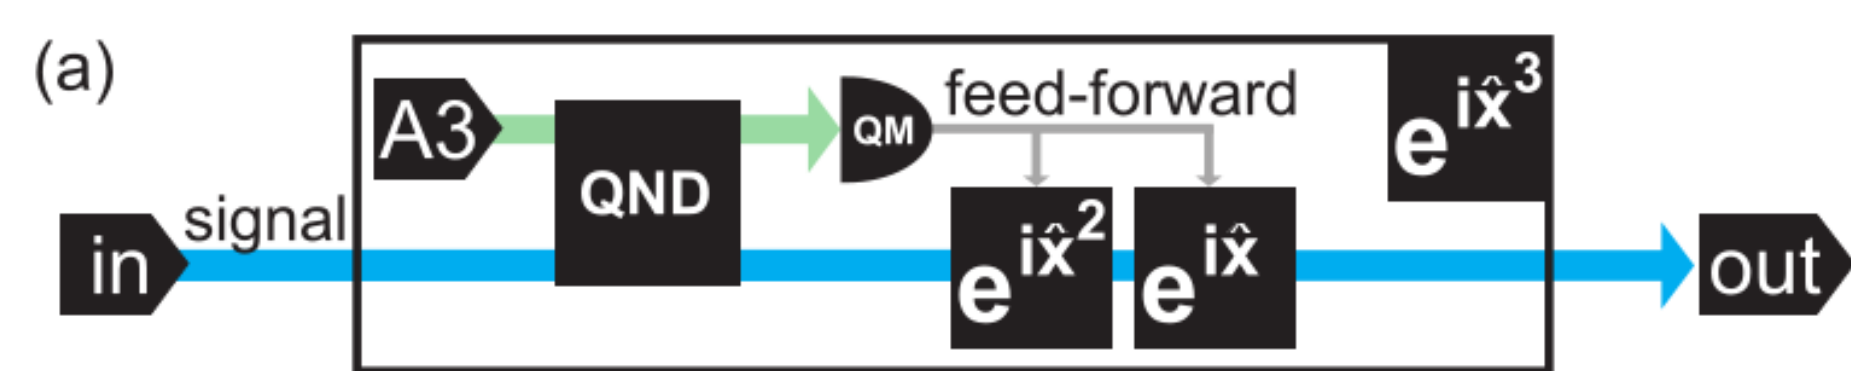 (a)
A3
QND
QM
feed-forward
e^{ix̂^3}
in
signal
e^{ix̂^2}
e^{ix̂}
out